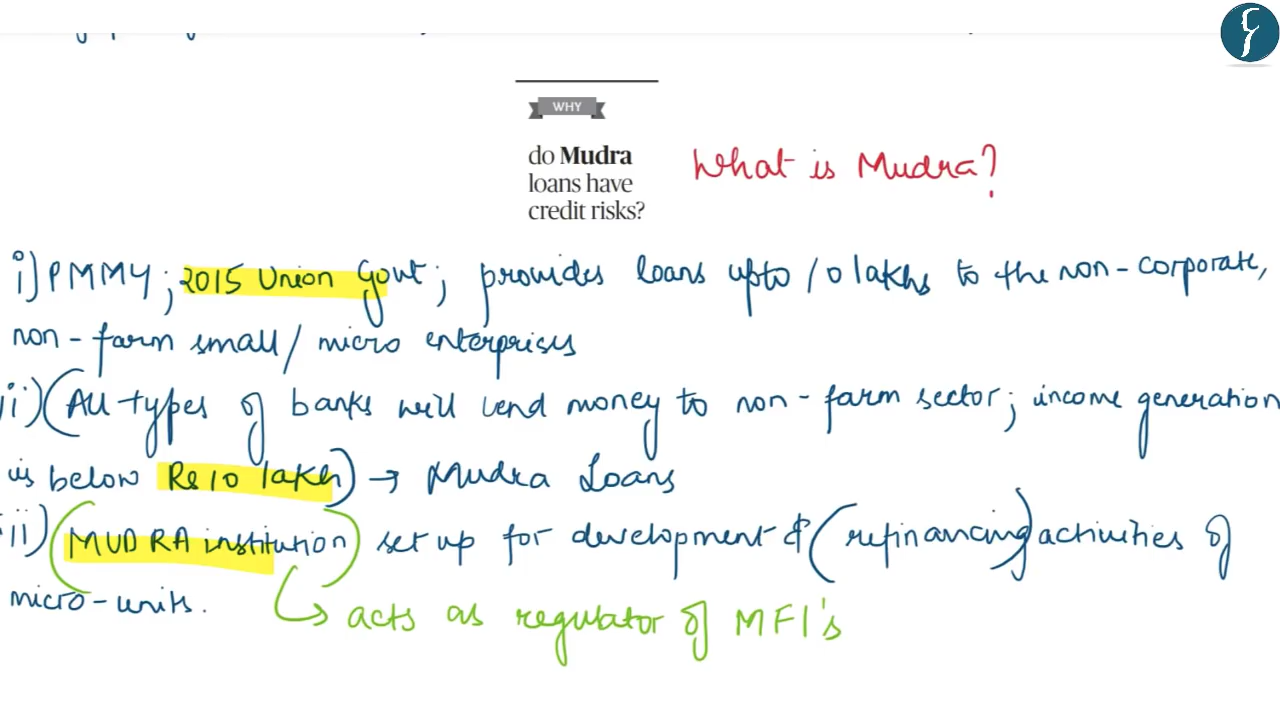 WHY
do Mudra
loans have
credit risks?
What is Mudra?
i) PMMY; 2015 Union Govt; provides loans upto 10 lakhs to the non-corporate,
non-farm small/micro enterprises
ii) (All types of banks will lend money to non-farm sector; income generation
is below Rs 10 lakh) → Mudra Loans
ii) (MUDRA institution) set up for development & (refinancing) activities of
micro-units.
↳ acts as regulator of MFI's